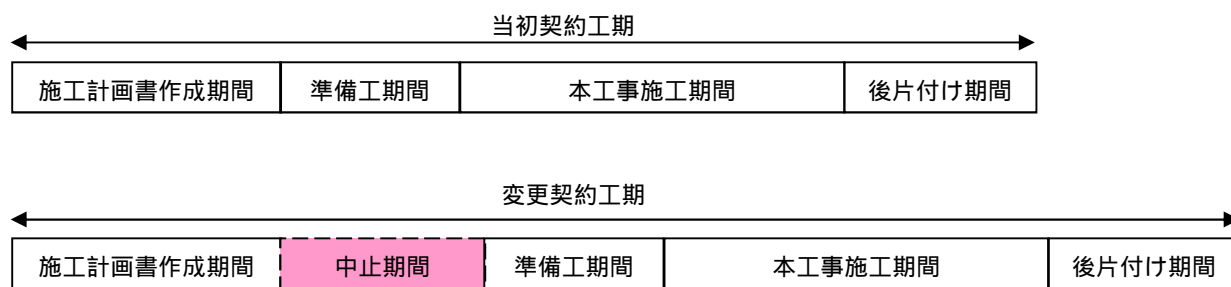 当初契約工期
施工計画書作成期間 準備工期間 本工事施工期間 後片付け期間
変更契約工期
施工計画書作成期間 中止期間 準備工期間 本工事施工期間 後片付け期間